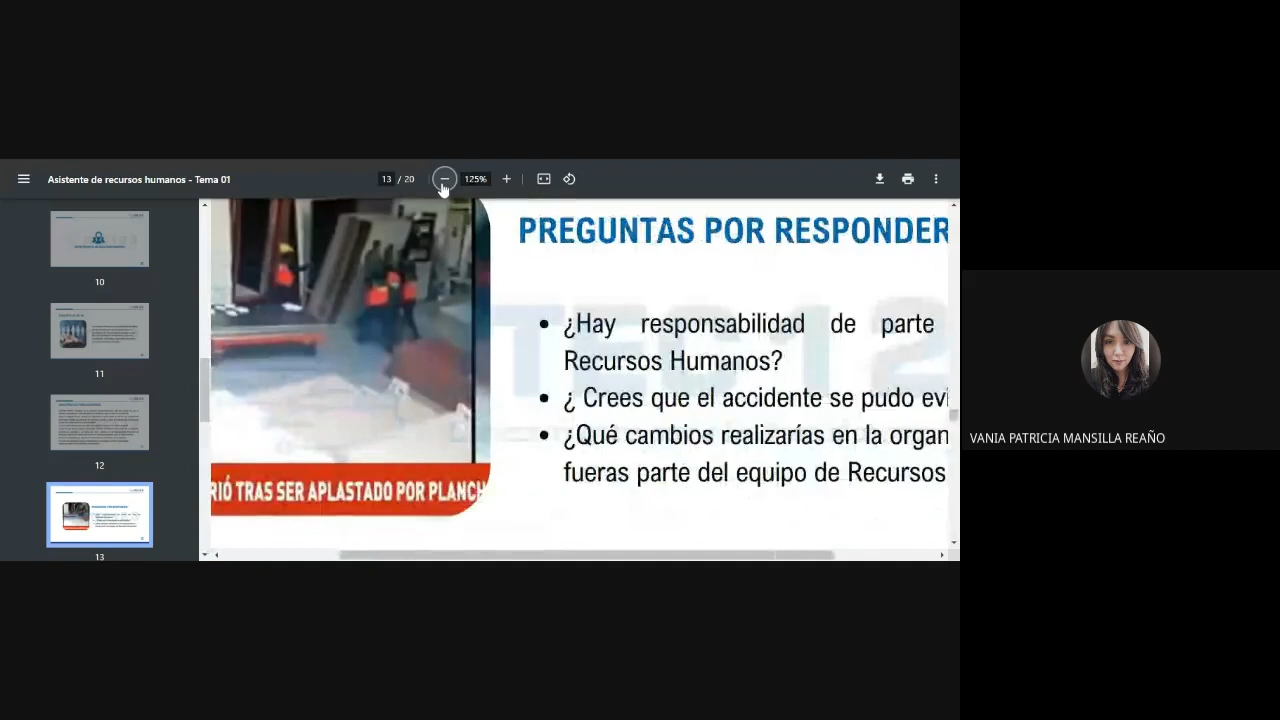 Asistente de recursos humanos - Tema 01
13 / 20
125%
10
11
12
13
PREGUNTAS POR RESPONDER
¿Hay responsabilidad de parte
Recursos Humanos?
¿ Crees que el accidente se pudo evi
¿Qué cambios realizarías en la organ
fueras parte del equipo de Recursos
RIÓ TRAS SER APLASTADO POR PLANCH
VANIA PATRICIA MANSILLA REAÑO